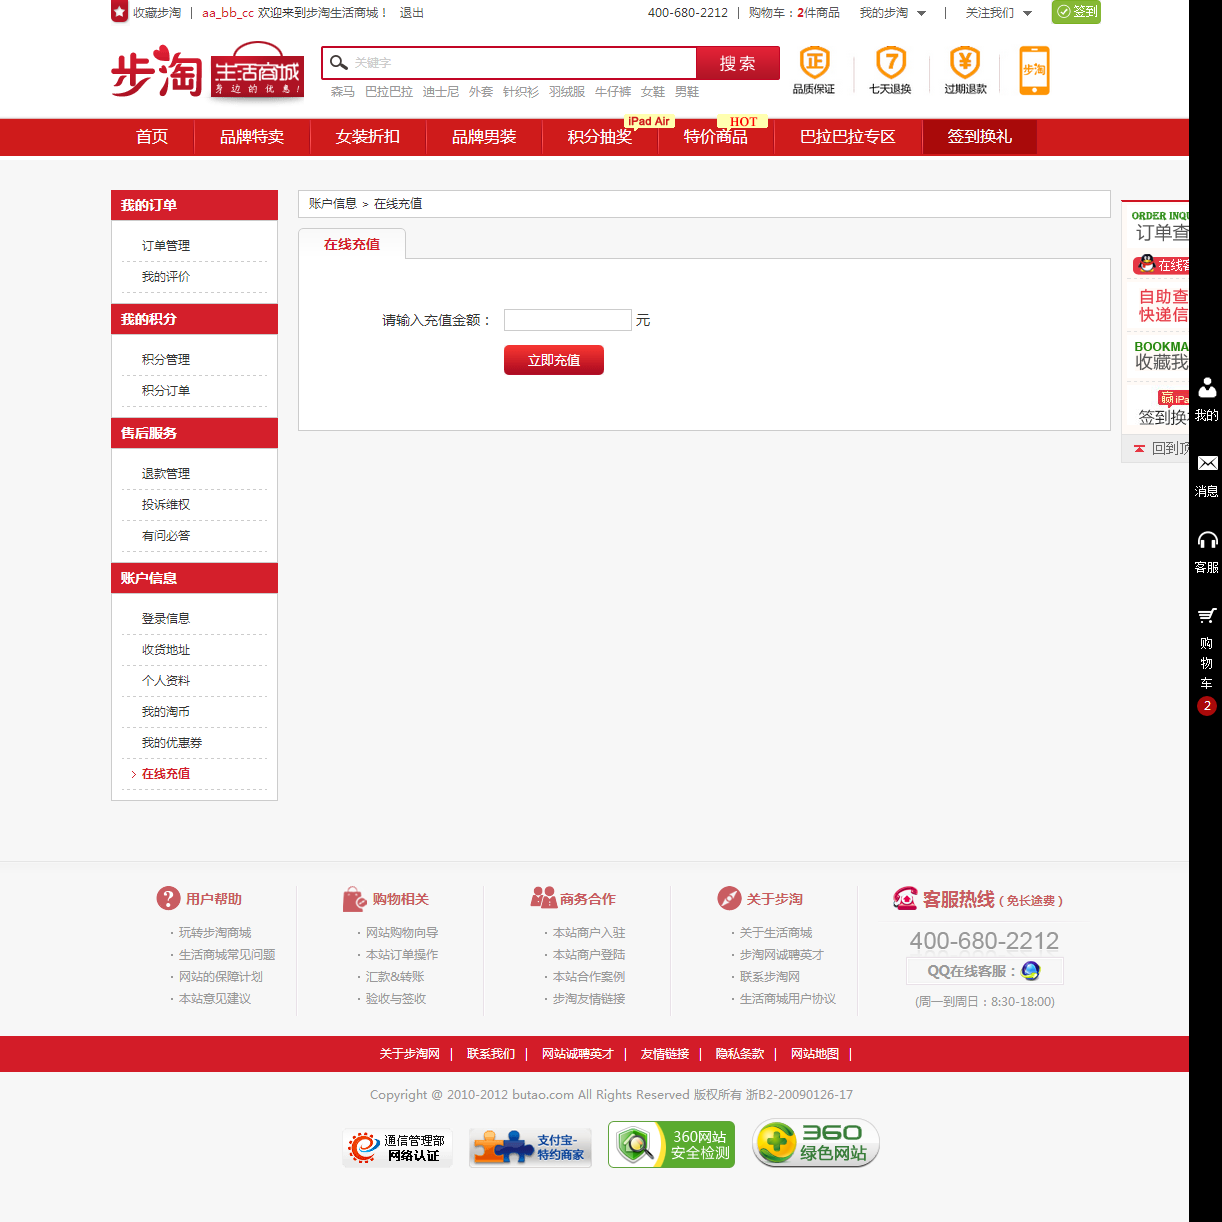 收藏步淘 | aa_bb_cc 欢迎来到步淘生活商城！ 退出 400-680-2212 | 购物车：2件商品 我的步淘 | 关注我们 签到
步淘 生活商城 身边的优惠！
关键字 搜索
品质保证 七天退换 过期退款 步淘
森马 巴拉巴拉 迪士尼 外套 针织衫 羽绒服 牛仔裤 女鞋 男鞋
iPad Air HOT
首页 品牌特卖 女装折扣 品牌男装 积分抽奖 特价商品 巴拉巴拉专区 签到换礼
我的订单
订单管理
我的评价
我的积分
积分管理
积分订单
售后服务
退款管理
投诉维权
有问必答
账户信息
登录信息
收货地址
个人资料
我的淘币
我的优惠券
在线充值
账户信息 > 在线充值
在线充值
请输入充值金额： 元
立即充值
ORDER INQU
订单查
在线客
自助查
快递信
BOOKMA
收藏我
赢iPa
签到换
回到顶
我的
消息
客服
购
物
车
2
用户帮助
· 玩转步淘商城
· 生活商城常见问题
· 网站的保障计划
· 本站意见建议
购物相关
· 网站购物向导
· 本站订单操作
· 汇款&转账
· 验收与签收
商务合作
· 本站商户入驻
· 本站商户登陆
· 本站合作案例
· 步淘友情链接
关于步淘
· 关于生活商城
· 步淘网诚聘英才
· 联系步淘网
· 生活商城用户协议
客服热线 ( 免长途费 )
400-680-2212
QQ在线客服：
(周一到周日：8:30-18:00)
关于步淘网 | 联系我们 | 网站诚聘英才 | 友情链接 | 隐私条款 | 网站地图 |
Copyright @ 2010-2012 butao.com All Rights Reserved 版权所有 浙B2-20090126-17
通信管理部
网络认证
支付宝-
特约商家
360网站
安全检测
360
绿色网站